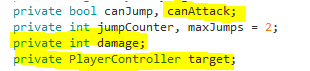 private bool canJump, canAttack;
private int jumpCounter, maxJumps = 2;
private int damage;
private PlayerController target;